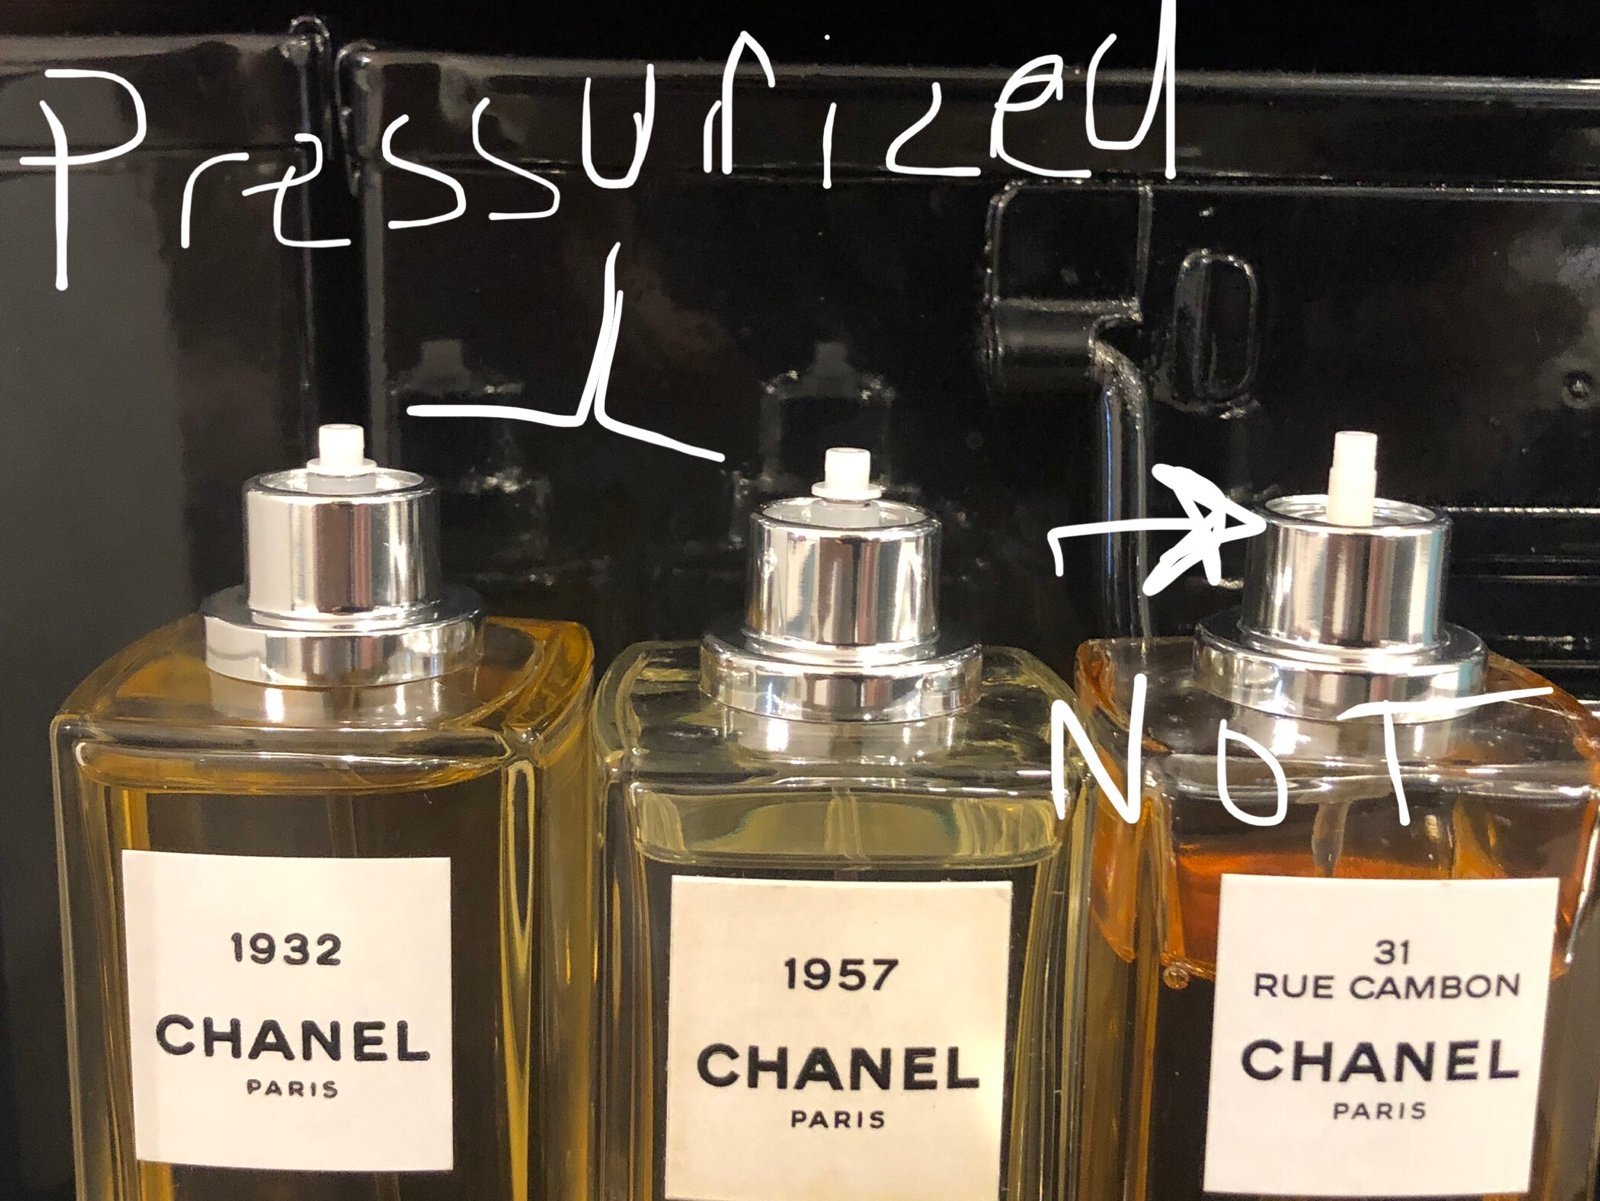 Pressurized
NOT
1932
CHANEL
PARIS
1957
CHANEL
PARIS
31
RUE CAMBON
CHANEL
PARIS